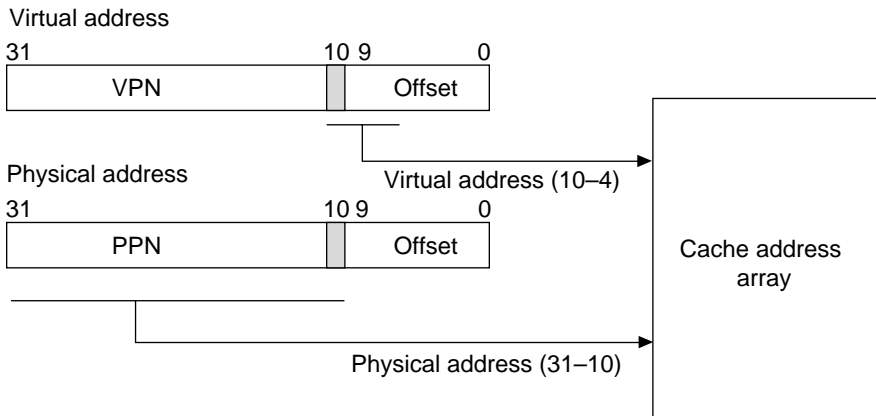 Virtual address
31 10 9 0
VPN Offset
Virtual address (10–4)
Physical address
31 10 9 0
PPN Offset
Cache address
array
Physical address (31–10)